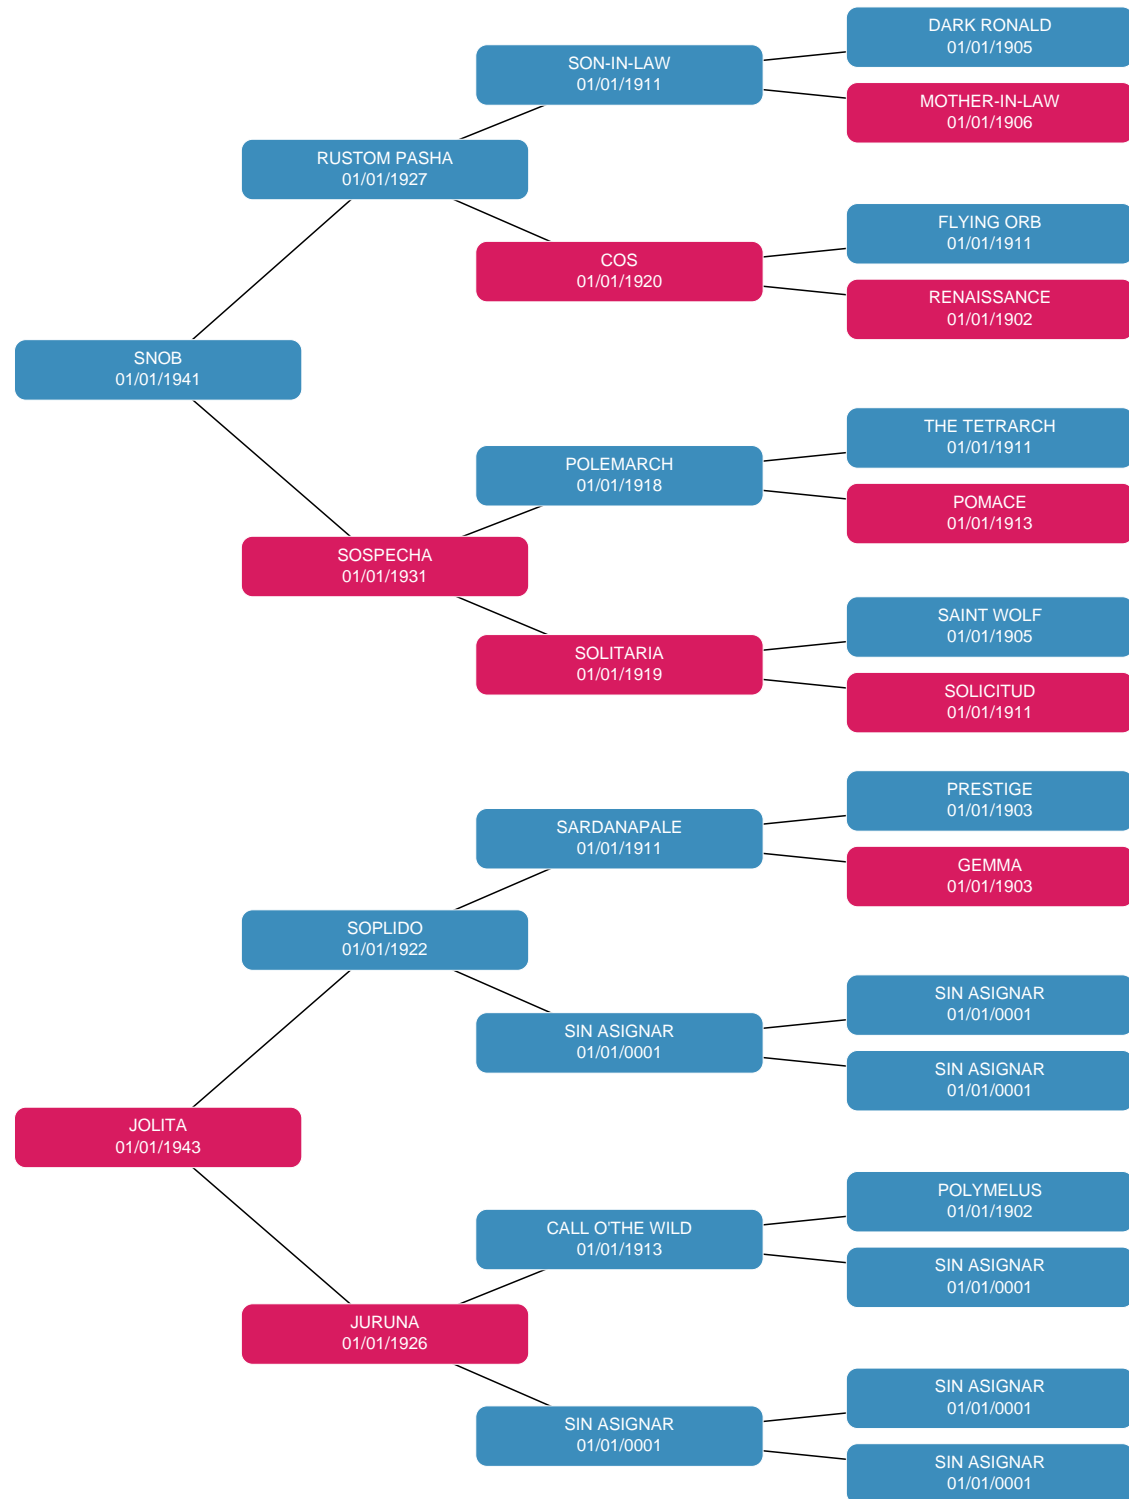 DARK RONALD
01/01/1905
SON-IN-LAW
01/01/1911
MOTHER-IN-LAW
01/01/1906
RUSTOM PASHA
01/01/1927
FLYING ORB
01/01/1911
COS
01/01/1920
RENAISSANCE
01/01/1902
SNOB
01/01/1941
THE TETRARCH
01/01/1911
POLEMARCH
01/01/1918
POMACE
01/01/1913
SOSPECHA
01/01/1931
SAINT WOLF
01/01/1905
SOLITARIA
01/01/1919
SOLICITUD
01/01/1911
PRESTIGE
01/01/1903
SARDANAPALE
01/01/1911
GEMMA
01/01/1903
SOPLIDO
01/01/1922
SIN ASIGNAR
01/01/0001
SIN ASIGNAR
01/01/0001
SIN ASIGNAR
01/01/0001
JOLITA
01/01/1943
POLYMELUS
01/01/1902
CALL O'THE WILD
01/01/1913
SIN ASIGNAR
01/01/0001
JURUNA
01/01/1926
SIN ASIGNAR
01/01/0001
SIN ASIGNAR
01/01/0001
SIN ASIGNAR
01/01/0001